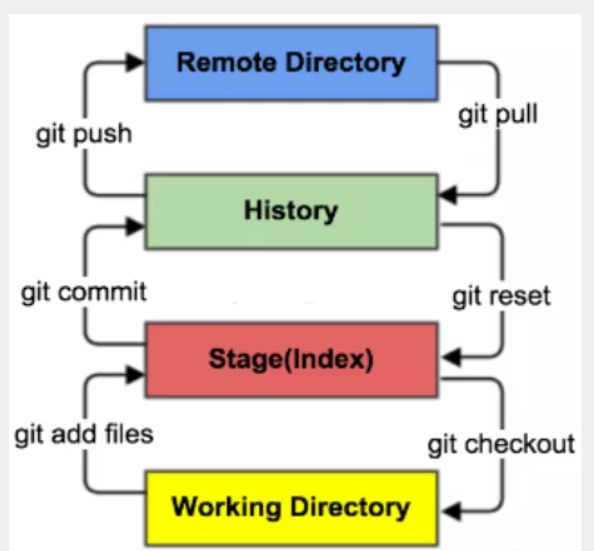 Remote Directory
git push
git pull
History
git commit
git reset
Stage(Index)
git add files
git checkout
Working Directory